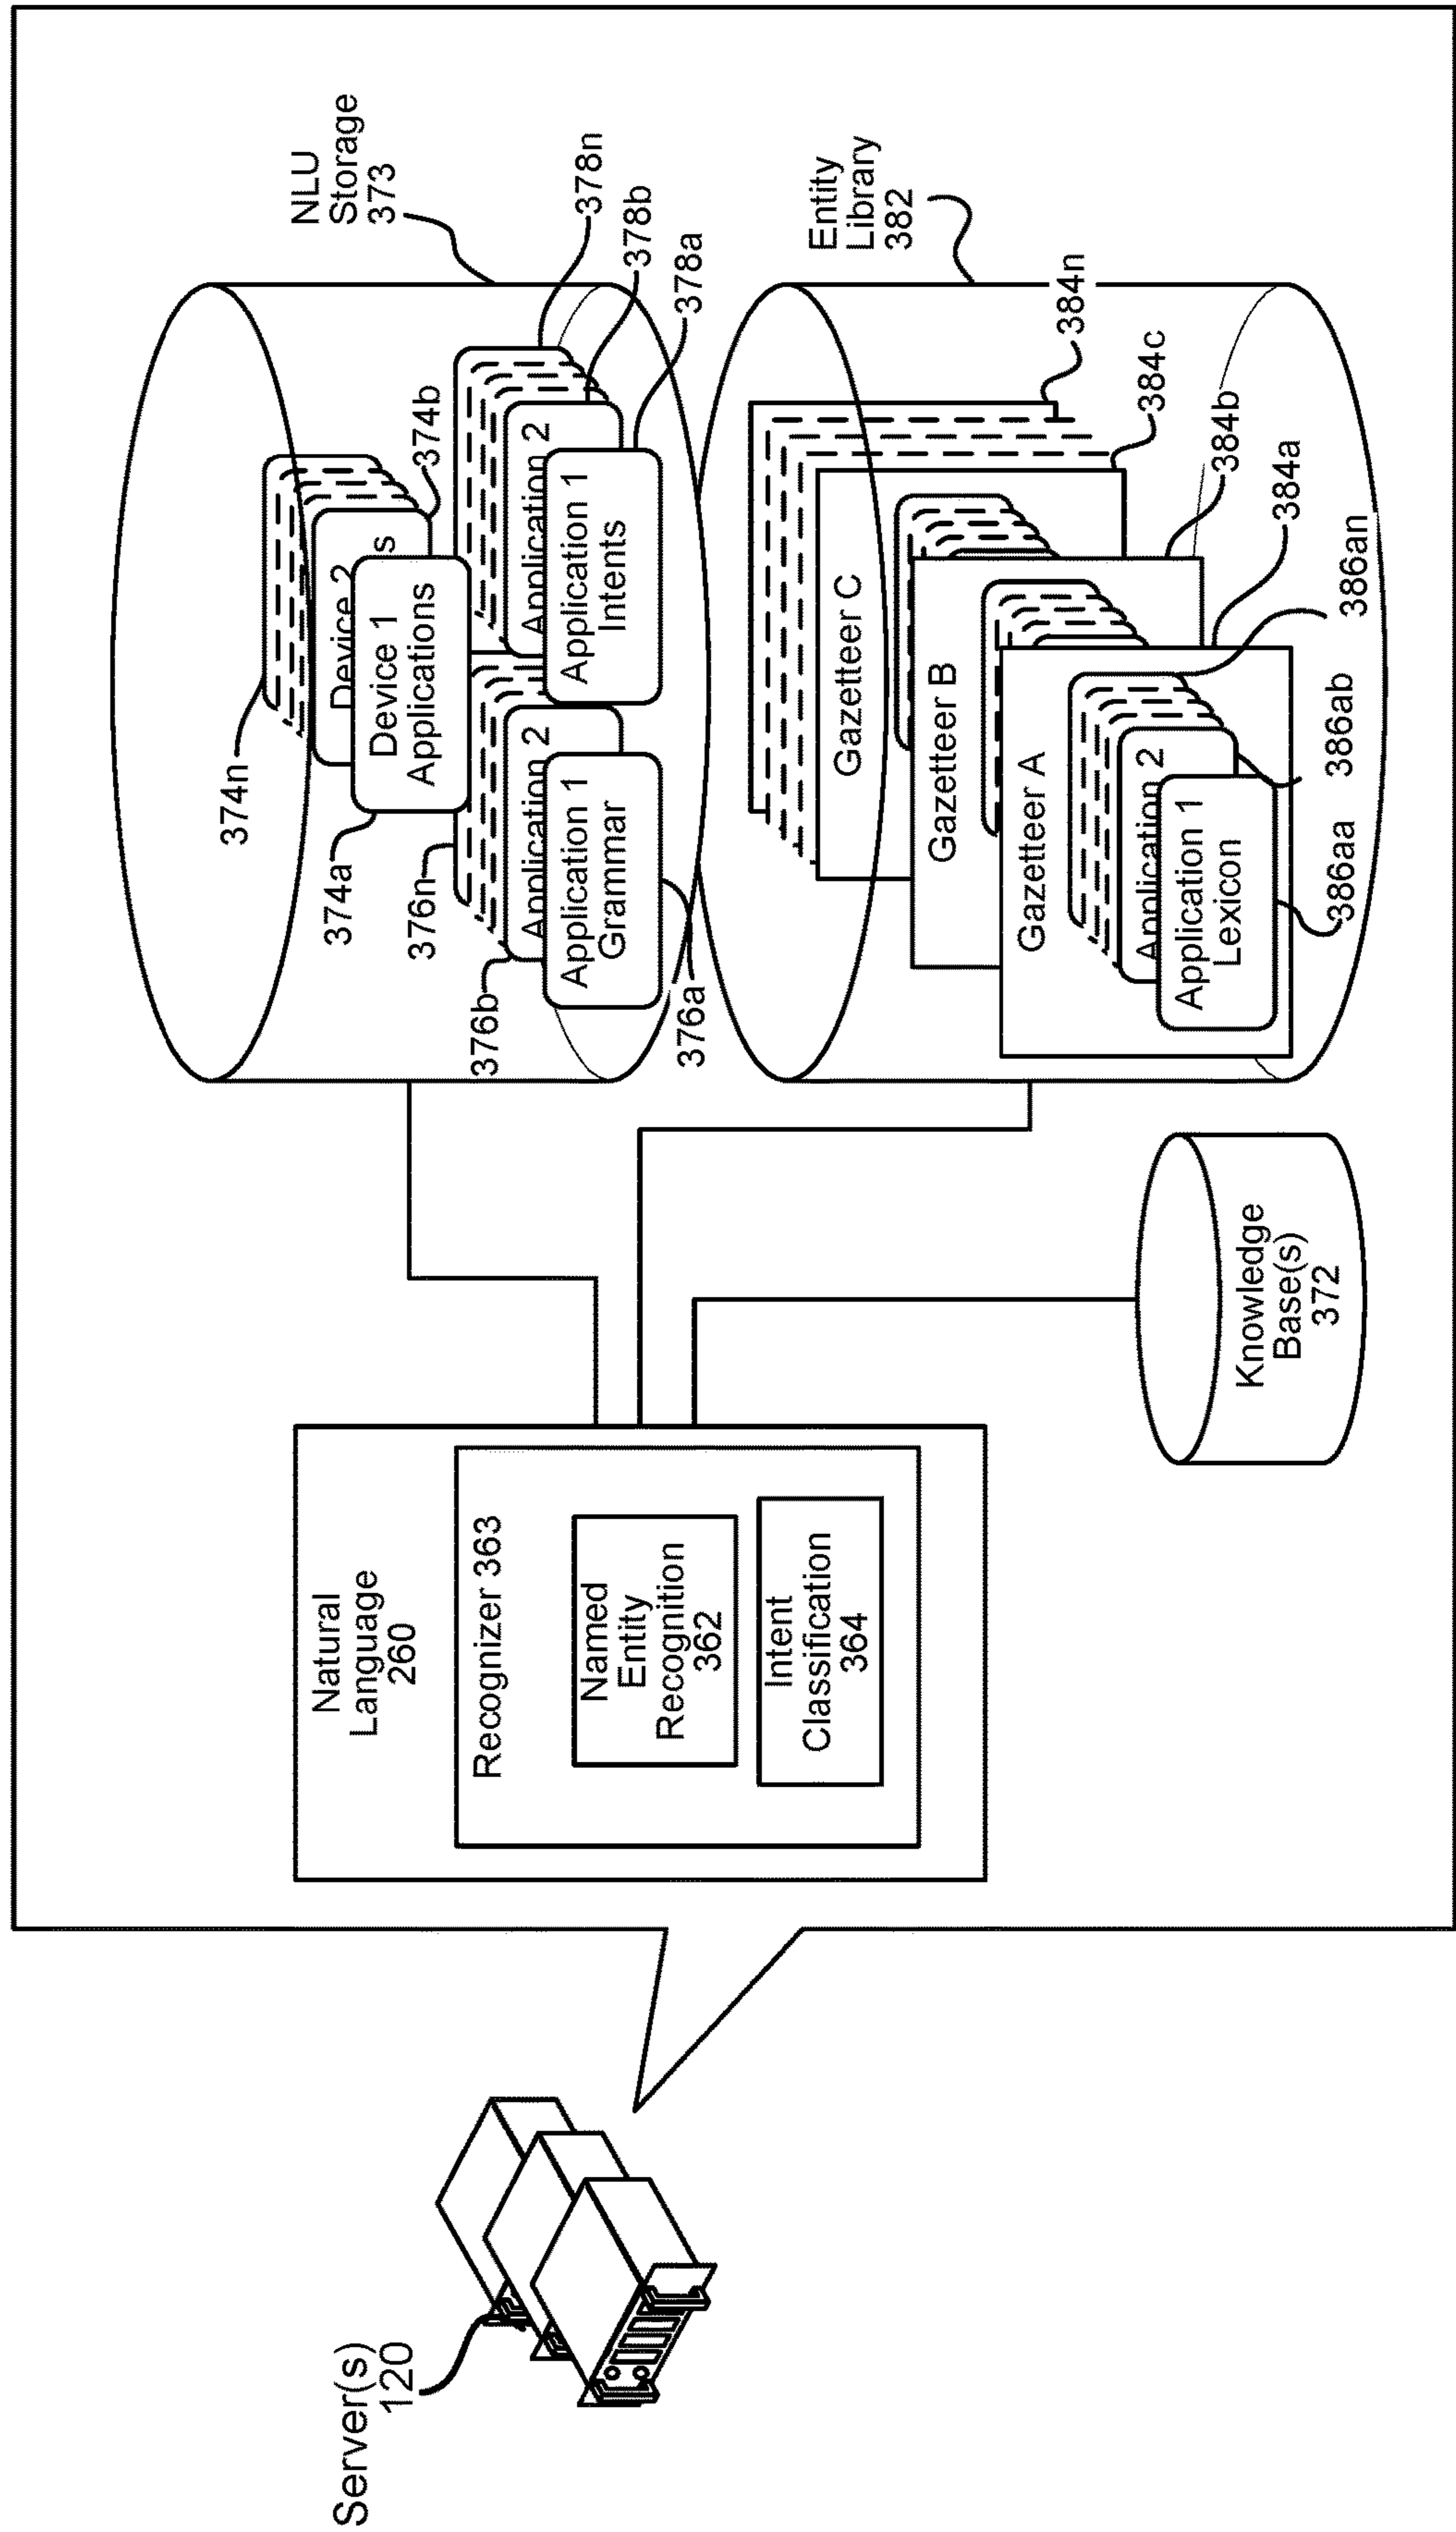 Server(s)
120
Natural
Language
260
Recognizer 363
Named
Entity
Recognition
362
Intent
Classification
364
Knowledge
Base(s)
372
NLU
Storage
373
374n
374a
374b
Device 2
s
Device 1
Applications
376n
376b
376a
Application 2
Application 1
Grammar
378n
378b
378a
Application 2
Application 1
Intents
Entity
Library
382
384n
384c
384b
384a
Gazetteer C
Gazetteer B
Gazetteer A
386an
386ab
386aa
Application 2
Application 1
Lexicon